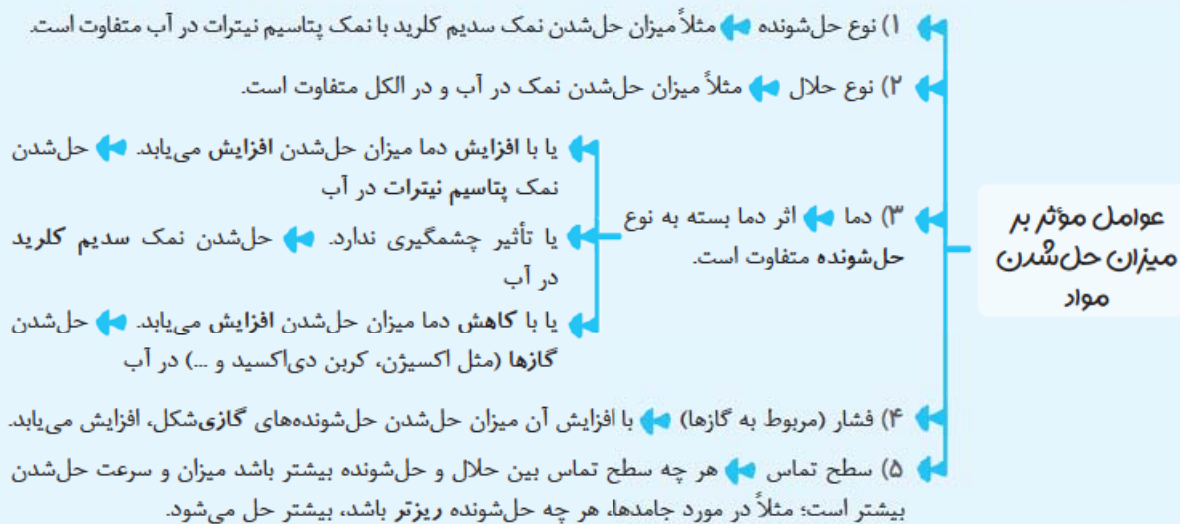 عوامل مؤثر بر
میزان حل‌شدن
مواد
۱) نوع حل‌شونده مثلاً میزان حل‌شدن نمک سدیم کلرید با نمک پتاسیم نیترات در آب متفاوت است.
۲) نوع حلال مثلاً میزان حل‌شدن نمک در آب و در الکل متفاوت است.
۳) دما اثر دما بسته به نوع
حل‌شونده متفاوت است.
یا با افزایش دما میزان حل‌شدن افزایش می‌یابد. حل‌شدن
نمک پتاسیم نیترات در آب
یا تأثیر چشمگیری ندارد. حل‌شدن نمک سدیم کلرید
در آب
یا با کاهش دما میزان حل‌شدن افزایش می‌یابد. حل‌شدن
گازها (مثل اکسیژن، کربن دی‌اکسید و ...) در آب
۴) فشار (مربوط به گازها) با افزایش آن میزان حل‌شدن حل‌شونده‌های گازی‌شکل، افزایش می‌یابد.
۵) سطح تماس هر چه سطح تماس بین حلال و حل‌شونده بیشتر باشد میزان و سرعت حل‌شدن
بیشتر است؛ مثلاً در مورد جامدها، هر چه حل‌شونده ریزتر باشد، بیشتر حل می‌شود.